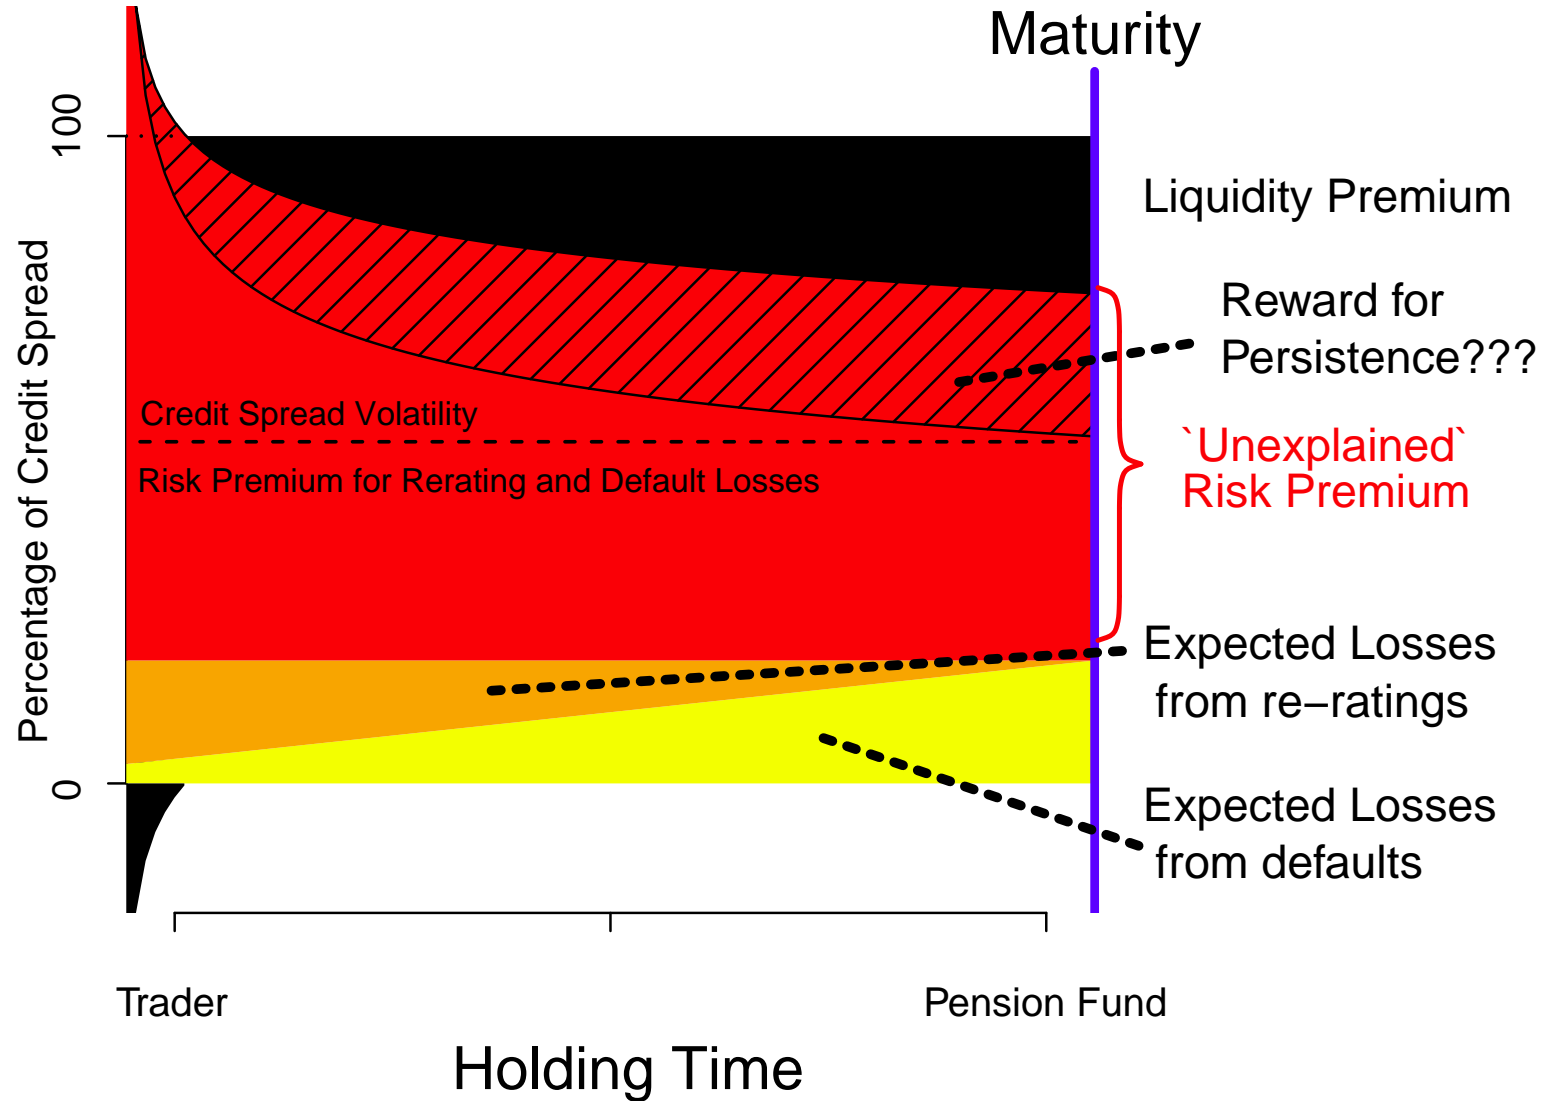 Maturity
100
Liquidity Premium
Reward for
Persistence???
Credit Spread Volatility
`Unexplained`
Risk Premium for Rerating and Default Losses
Risk Premium
Percentage of Credit Spread
Expected Losses
from re−ratings
0
Expected Losses
from defaults
Trader
Pension Fund
Holding Time